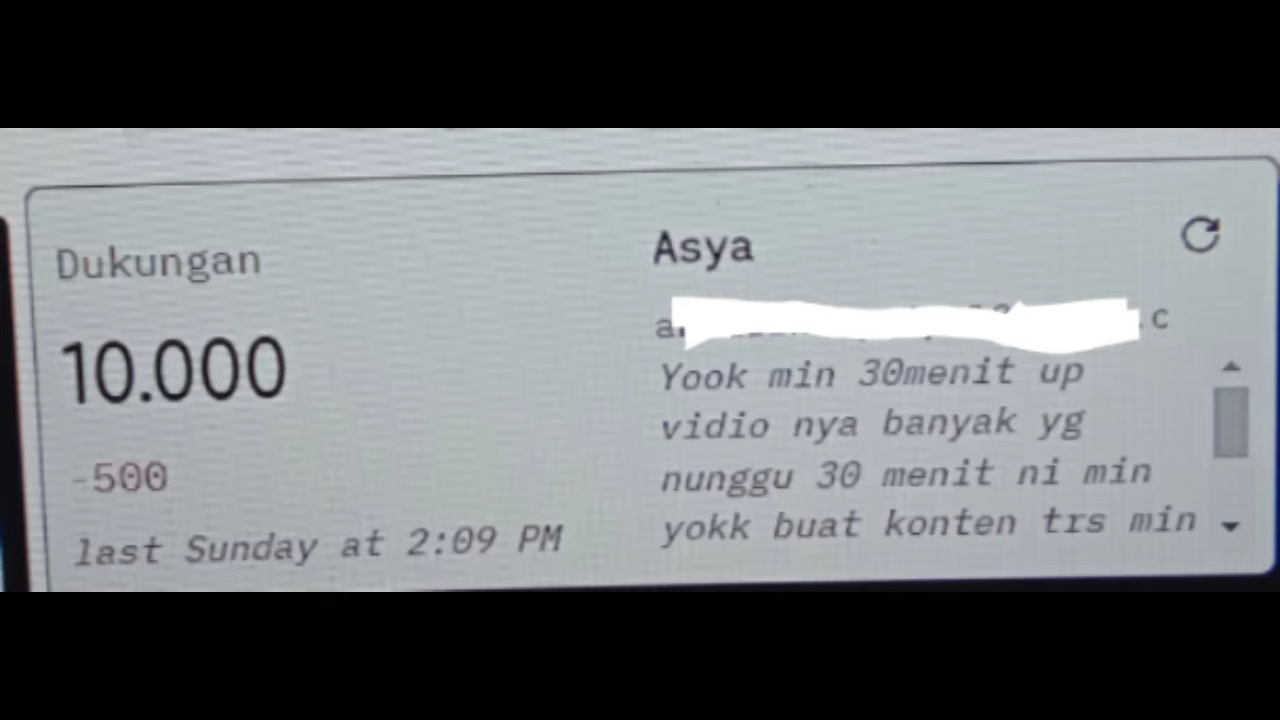 Dukungan
10.000
-500
last Sunday at 2:09 PM
Asya
Yook min 30menit up
vidio nya banyak yg
nunggu 30 menit ni min
yokk buat konten trs min